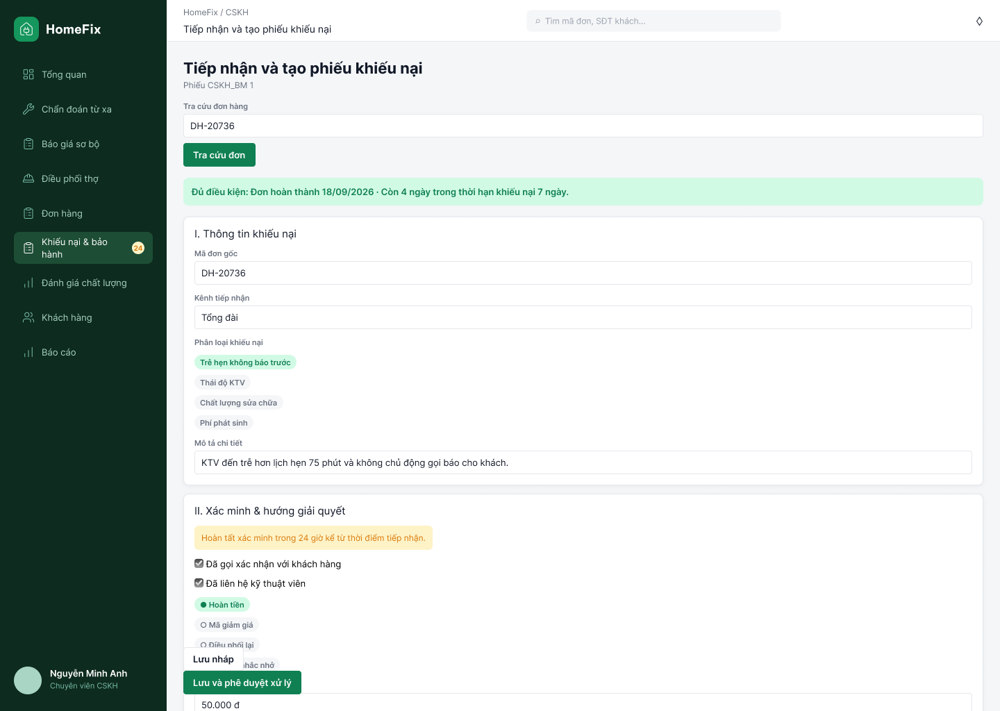 HomeFix
Tổng quan
Chẩn đoán từ xa
Báo giá sơ bộ
Điều phối thợ
Đơn hàng
Khiếu nại & bảo
hành
24
Đánh giá chất lượng
Khách hàng
Báo cáo
Nguyễn Minh Anh
Chuyên viên CSKH
HomeFix / CSKH
Tiếp nhận và tạo phiếu khiếu nại
Tìm mã đơn, SĐT khách...
Tiếp nhận và tạo phiếu khiếu nại
Phiếu CSKH_BM 1
Tra cứu đơn hàng
DH-20736
Tra cứu đơn
Đủ điều kiện: Đơn hoàn thành 18/09/2026 · Còn 4 ngày trong thời hạn khiếu nại 7 ngày.
I. Thông tin khiếu nại
Mã đơn gốc
DH-20736
Kênh tiếp nhận
Tổng đài
Phân loại khiếu nại
Trễ hẹn không báo trước
Thái độ KTV
Chất lượng sửa chữa
Phí phát sinh
Mô tả chi tiết
KTV đến trễ hơn lịch hẹn 75 phút và không chủ động gọi báo cho khách.
II. Xác minh & hướng giải quyết
Hoàn tất xác minh trong 24 giờ kể từ thời điểm tiếp nhận.
Đã gọi xác nhận với khách hàng
Đã liên hệ kỹ thuật viên
Hoàn tiền
Mã giảm giá
Điều phối lại
nhắc nhở
Lưu nháp
Lưu và phê duyệt xử lý
50.000 đ